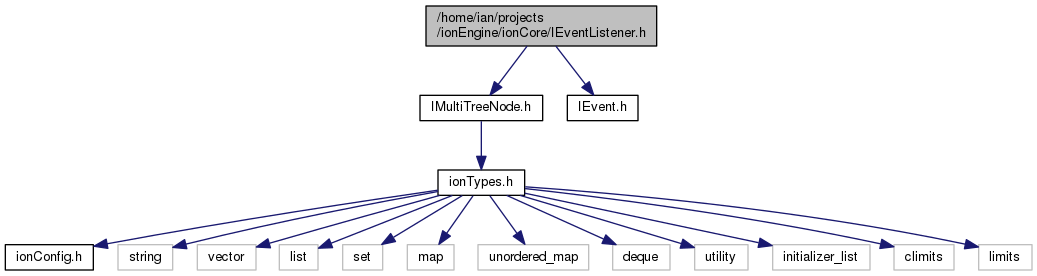 /home/ian/projects
/ionEngine/ionCore/IEventListener.h
IMultiTreeNode.h
IEvent.h
ionTypes.h
ionConfig.h
string
vector
list
set
map
unordered_map
deque
utility
initializer_list
climits
limits